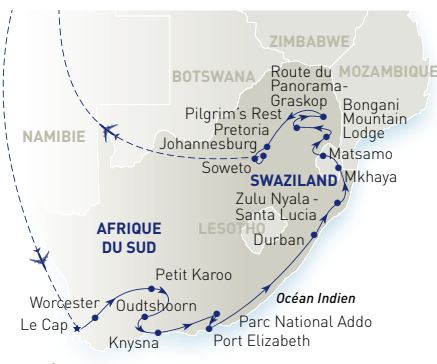 ZIMBABWE
BOTSWANA
MOZAMBIQUE
Route du
Panorama-
Graskop
Bongani
Mountain
Lodge
Pilgrim's Rest
Pretoria
Johannesburg
NAMIBIE
Matsamo
Soweto
SWAZILAND
Mkhaya
Zulu Nyala -
Santa Lucia
AFRIQUE
DU SUD
LESOTHO
Durban
Petit Karoo
Océan Indien
Worcester
Oudtshoorn
Le Cap
Parc National Addo
Knysna
Port Elizabeth